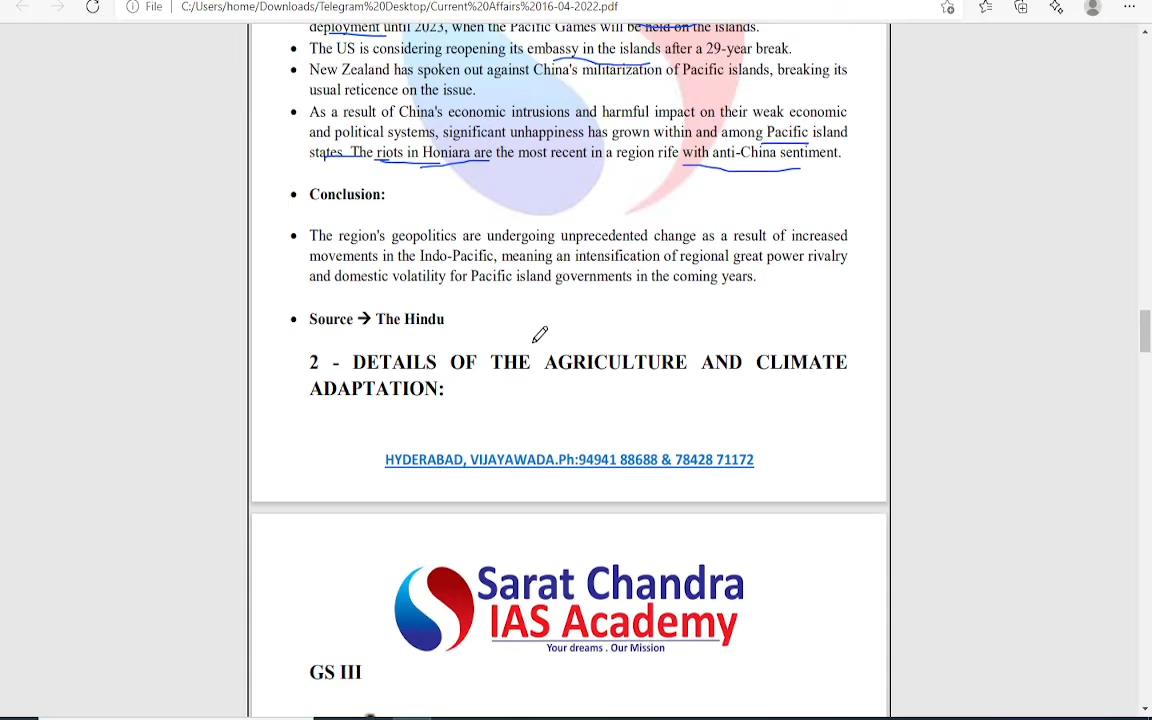 File
C:/Users/home/Downloads/Telegram%20Desktop/Current%20Affairs%2016-04-2022.pdf
deployment until 2023, when the Pacific Games will be held on the islands.
• The US is considering reopening its embassy in the islands after a 29-year break.
• New Zealand has spoken out against China's militarization of Pacific islands, breaking its
usual reticence on the issue.
• As a result of China's economic intrusions and harmful impact on their weak economic
and political systems, significant unhappiness has grown within and among Pacific island
states. The riots in Honiara are the most recent in a region rife with anti-China sentiment.
• Conclusion:
• The region's geopolitics are undergoing unprecedented change as a result of increased
movements in the Indo-Pacific, meaning an intensification of regional great power rivalry
and domestic volatility for Pacific island governments in the coming years.
• Source → The Hindu
2 - DETAILS OF THE AGRICULTURE AND CLIMATE
ADAPTATION:
HYDERABAD, VIJAYAWADA.Ph:94941 88688 & 78428 71172
Sarat Chandra
IAS Academy
Your dreams . Our Mission
GS III